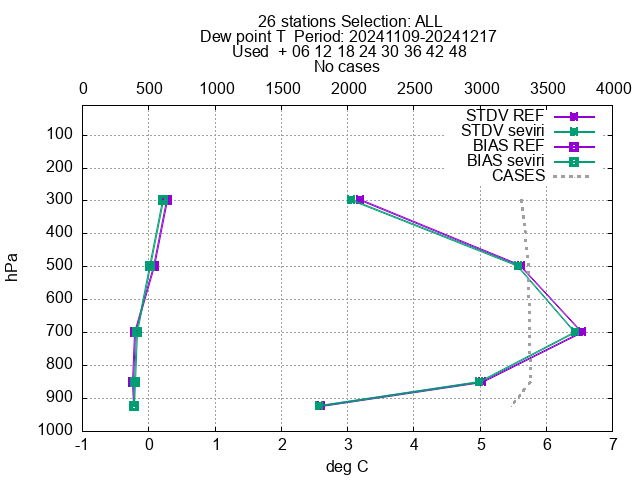 26 stations Selection: ALL
Dew point T  Period: 20241109-20241217
Used  + 06 12 18 24 30 36 42 48
No cases
0 500 1000 1500 2000 2500 3000 3500 4000
STDV REF
STDV seviri
BIAS REF
BIAS seviri
CASES
100
200
300
400
500
600
700
800
900
1000
hPa
-1 0 1 2 3 4 5 6 7
deg C